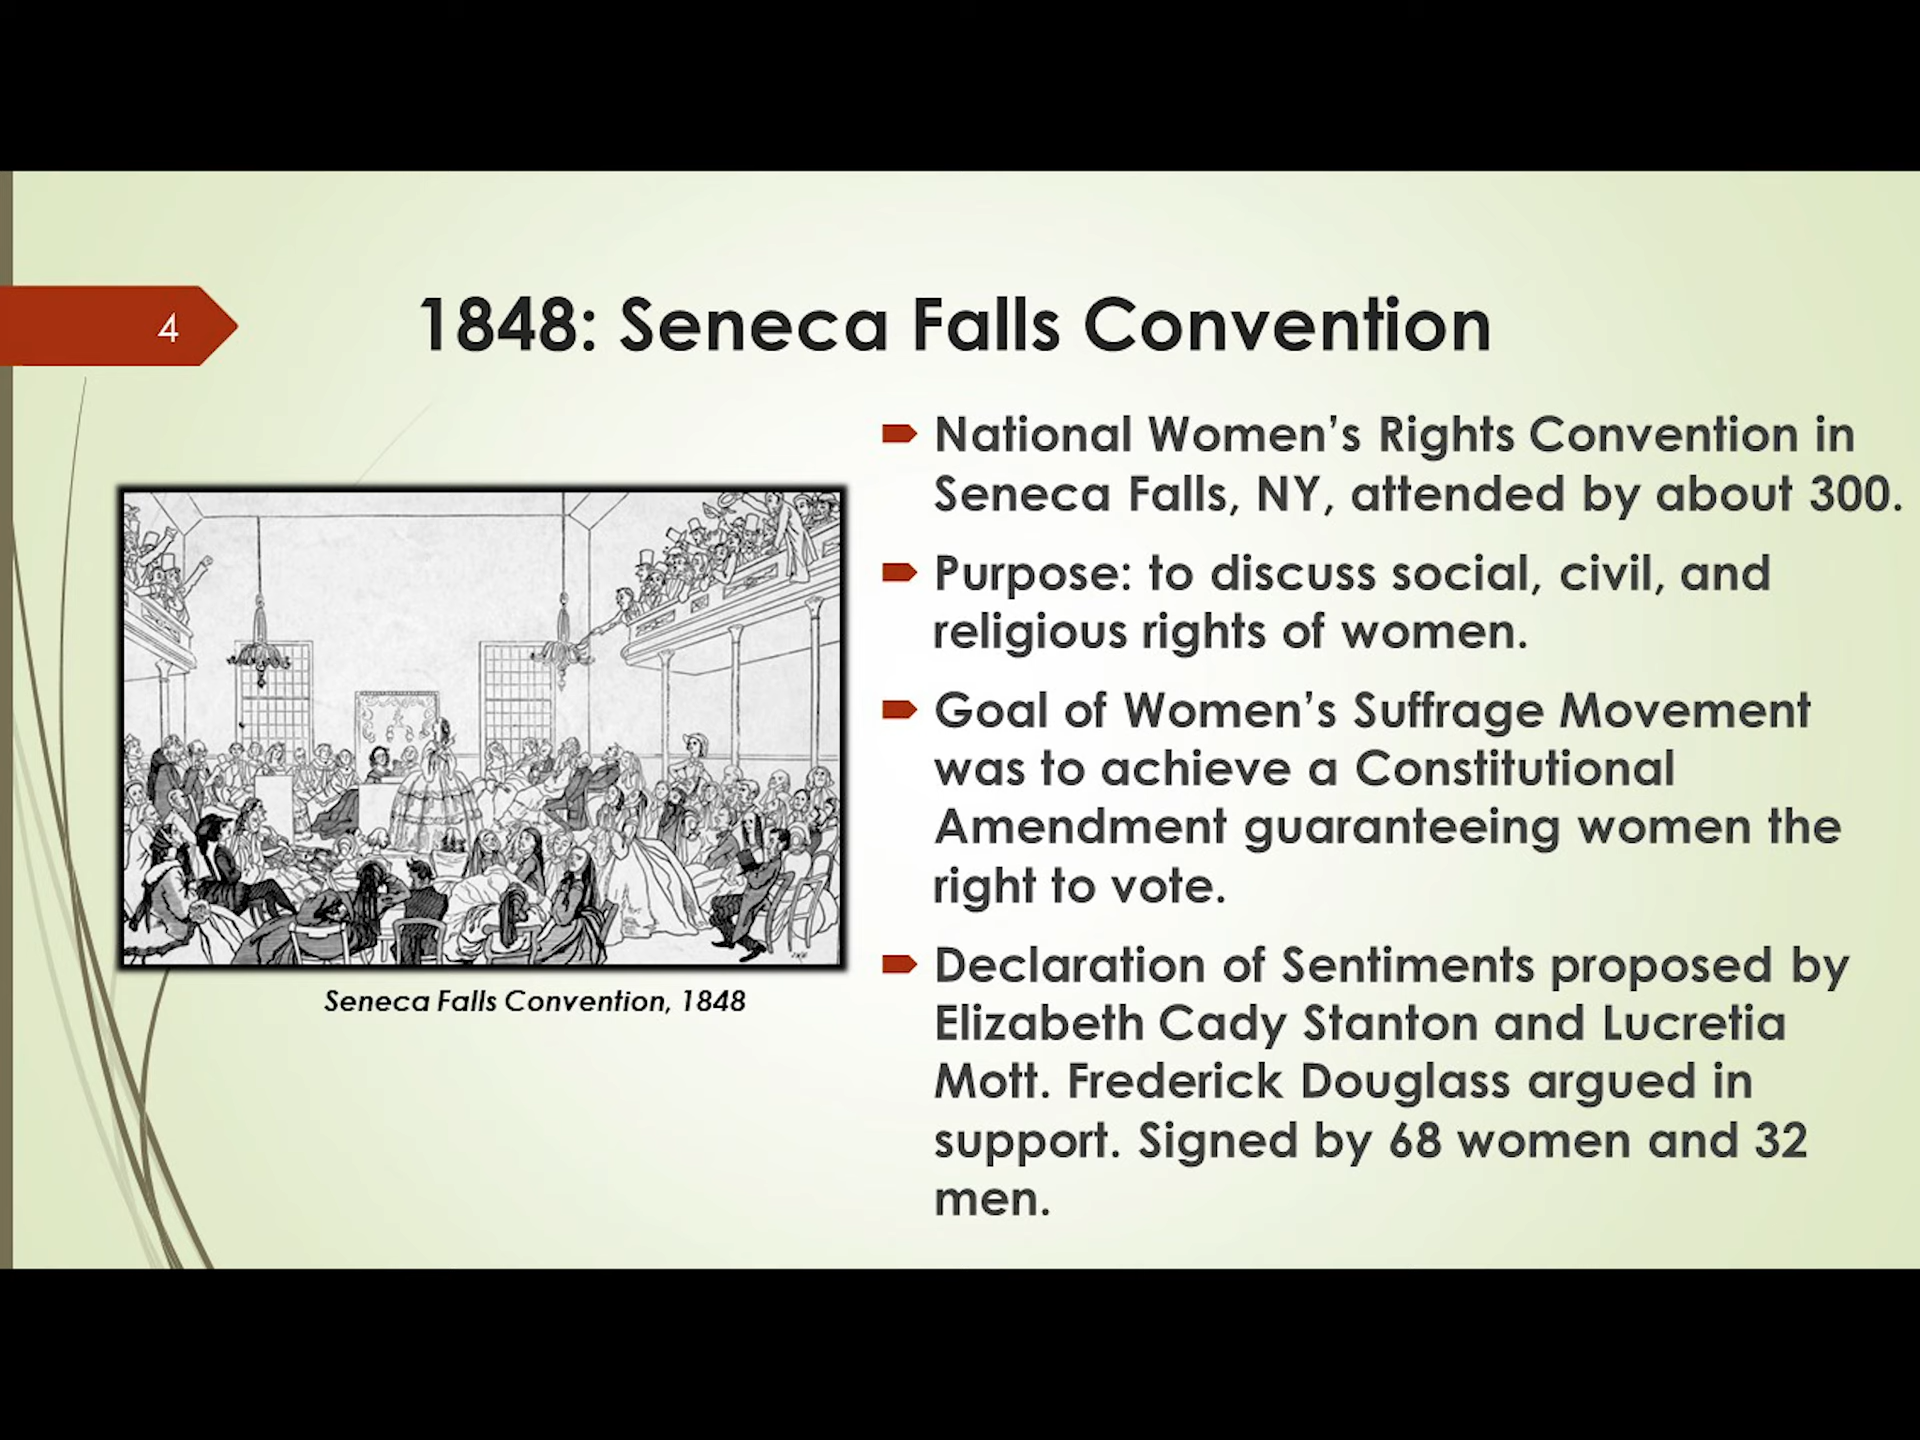 4
1848: Seneca Falls Convention
National Women's Rights Convention in
Seneca Falls, NY, attended by about 300.
Purpose: to discuss social, civil, and
religious rights of women.
Goal of Women's Suffrage Movement
was to achieve a Constitutional
Amendment guaranteeing women the
right to vote.
Declaration of Sentiments proposed by
Elizabeth Cady Stanton and Lucretia
Mott. Frederick Douglass argued in
support. Signed by 68 women and 32
men.
Seneca Falls Convention, 1848